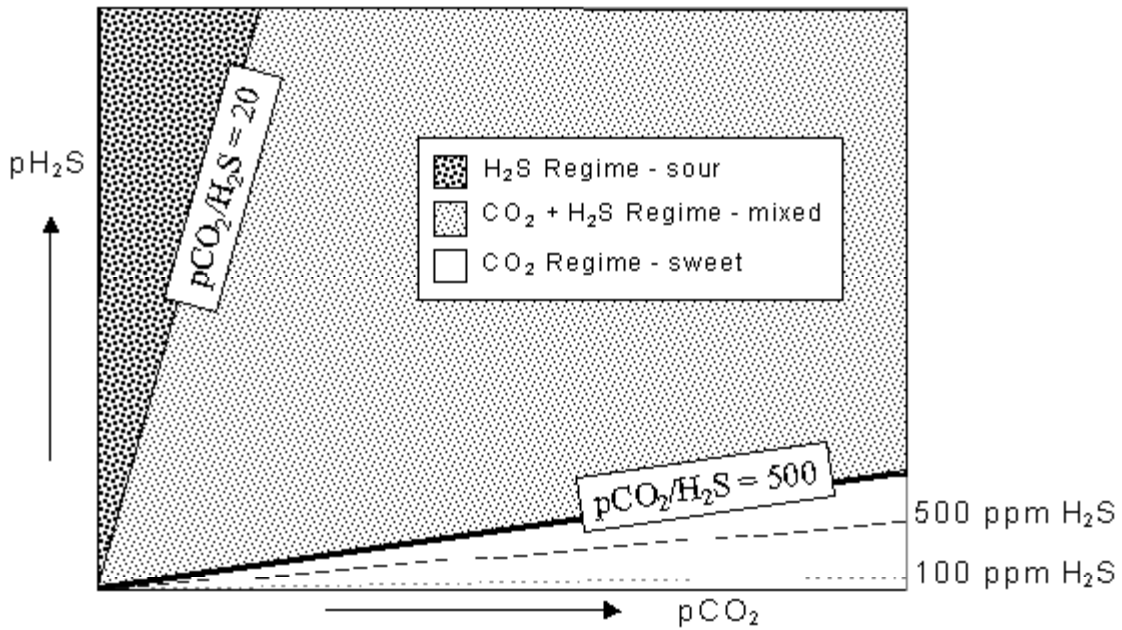 pCO₂/H₂S = 20
pH₂S
H₂S Regime - sour
CO₂ + H₂S Regime - mixed
CO₂ Regime - sweet
pCO₂/H₂S = 500
500 ppm H₂S
100 ppm H₂S
pCO₂